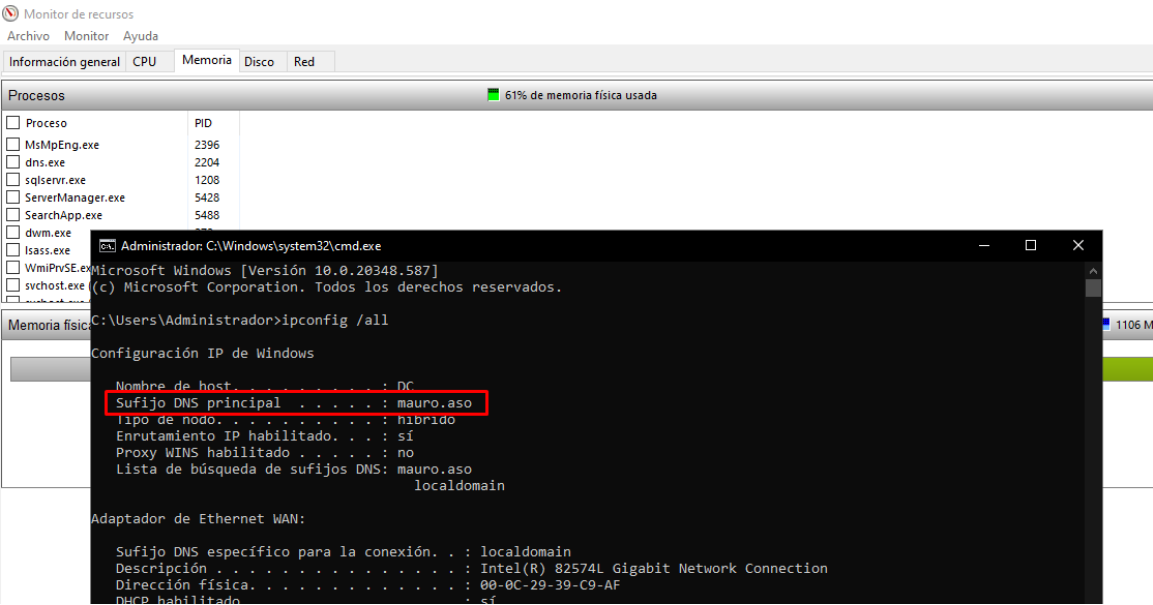 Monitor de recursos
Archivo Monitor Ayuda
Información general CPU Memoria Disco Red
Procesos 61% de memoria física usada
Proceso PID
MsMpEng.exe 2396
dns.exe 2204
sqlservr.exe 1208
ServerManager.exe 5428
SearchApp.exe 5488
dwm.exe
lsass.exe
WmiPrvSE.ex
svchost.exe
Memoria física
1106 M
Administrador: C:\Windows\system32\cmd.exe
Microsoft Windows [Versión 10.0.20348.587]
(c) Microsoft Corporation. Todos los derechos reservados.
C:\Users\Administrador>ipconfig /all
Configuración IP de Windows
Nombre de host. . . . . . . . . : DC
Sufijo DNS principal . . . . . : mauro.aso
Tipo de nodo. . . . . . . . . . : híbrido
Enrutamiento IP habilitado. . . : sí
Proxy WINS habilitado . . . . . : no
Lista de búsqueda de sufijos DNS: mauro.aso
localdomain
Adaptador de Ethernet WAN:
Sufijo DNS específico para la conexión. . : localdomain
Descripción . . . . . . . . . . . . . . . : Intel(R) 82574L Gigabit Network Connection
Dirección física. . . . . . . . . . . . . : 00-0C-29-39-C9-AF
DHCP habilitado . . . . . . . . . . . . . : sí